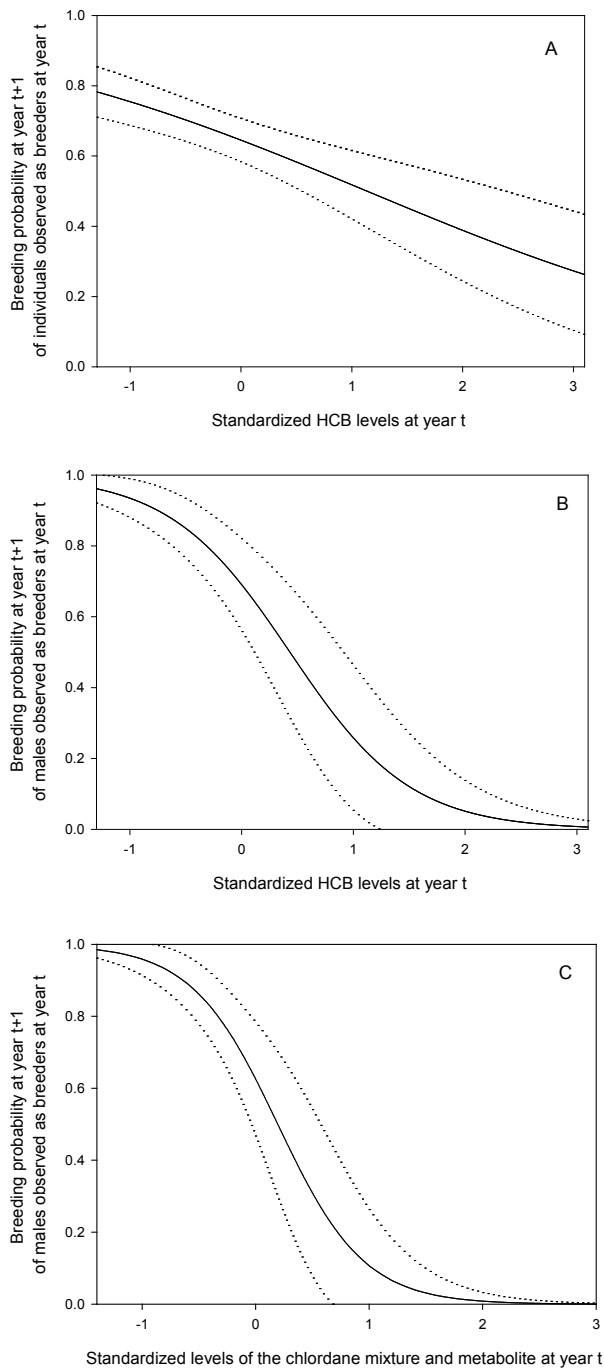 Breeding probability at year t+1
of individuals observed as breeders at year t
1.0
0.8
0.6
0.4
0.2
0.0
A
-1
0
1
2
3
Standardized HCB levels at year t
Breeding probability at year t+1
of males observed as breeders at year t
1.0
0.8
0.6
0.4
0.2
0.0
B
-1
0
1
2
3
Standardized HCB levels at year t
Breeding probability at year t+1
of males observed as breeders at year t
1.0
0.8
0.6
0.4
0.2
0.0
C
-1
0
1
2
3
Standardized levels of the chlordane mixture and metabolite at year t